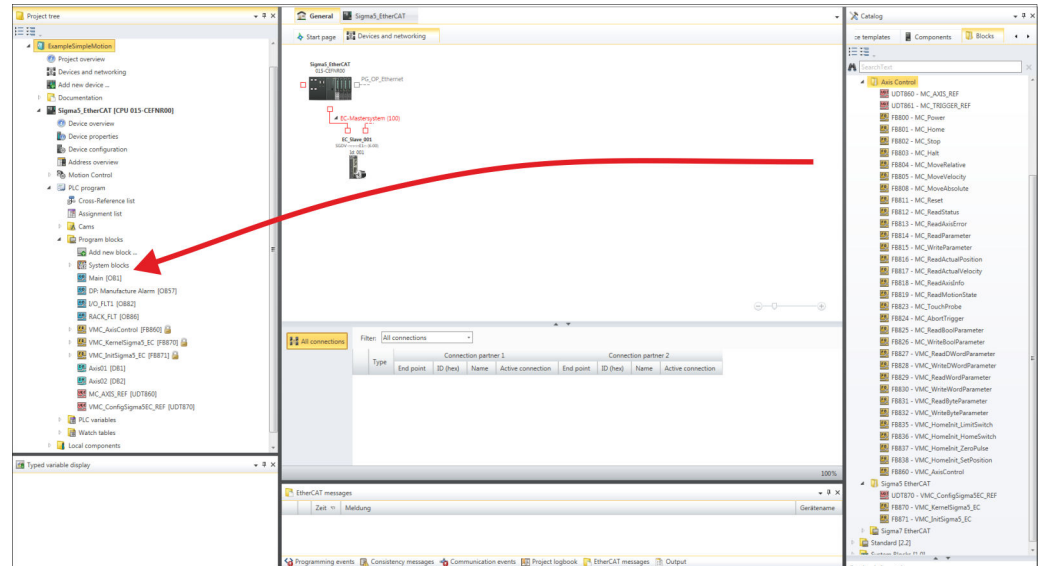 Project tree
ExampleSimpleMotion
Project overview
Devices and networking
Add new device ...
Documentation
Sigma5_EtherCAT [CPU 015-CEFNR00]
Device overview
Device properties
Device configuration
Address overview
Motion Control
PLC program
Cross-Reference list
Assignment list
Cams
Program blocks
Add new block ...
System blocks
Main [OB1]
DP: Manufacture Alarm [OB57]
I/O_FLT1 [OB82]
RACK_FLT [OB86]
VMC_AxisControl [FB860]
VMC_KernelSigma5_EC [FB870]
VMC_InitSigma5_EC [FB871]
Axis01 [DB1]
Axis02 [DB2]
MC_AXIS_REF [UDT860]
VMC_ConfigSigma5EC_REF [UDT870]
PLC variables
Watch tables
Local components
Typed variable display
General
Sigma5_EtherCAT
Start page
Devices and networking
Sigma5_EtherCAT
015-CEFNR00
PG_OP_Ethernet
EC-Mastersystem (100)
EC_Slave_001
All connections
Filter: All connections
Type
Connection partner 1
Connection partner 2
End point
ID (hex)
Name
Active connection
End point
ID (hex)
Name
Active connection
100%
EtherCAT messages
Zeit
Meldung
Gerätename
Programming events
Consistency messages
Communication events
Project logbook
EtherCAT messages
Output
Catalog
:e templates
Components
Blocks
SearchText
Axis Control
UDT860 - MC_AXIS_REF
UDT861 - MC_TRIGGER_REF
FB800 - MC_Power
FB801 - MC_Home
FB802 - MC_Stop
FB803 - MC_Halt
FB804 - MC_MoveRelative
FB805 - MC_MoveVelocity
FB808 - MC_MoveAbsolute
FB811 - MC_Reset
FB812 - MC_ReadStatus
FB813 - MC_ReadAxisError
FB814 - MC_ReadParameter
FB815 - MC_WriteParameter
FB816 - MC_ReadActualPosition
FB817 - MC_ReadActualVelocity
FB818 - MC_ReadAxisInfo
FB819 - MC_ReadMotionState
FB823 - MC_TouchProbe
FB824 - MC_AbortTrigger
FB825 - MC_ReadBoolParameter
FB826 - MC_WriteBoolParameter
FB827 - VMC_ReadDWordParameter
FB828 - VMC_WriteDWordParameter
FB829 - VMC_ReadWordParameter
FB830 - VMC_WriteWordParameter
FB831 - VMC_ReadByteParameter
FB832 - VMC_WriteByteParameter
FB835 - VMC_HomeInit_LimitSwitch
FB836 - VMC_HomeInit_HomeSwitch
FB837 - VMC_HomeInit_ZeroPulse
FB838 - VMC_HomeInit_SetPosition
FB860 - VMC_AxisControl
Sigma5 EtherCAT
UDT870 - VMC_ConfigSigma5EC_REF
FB870 - VMC_KernelSigma5_EC
FB871 - VMC_InitSigma5_EC
Sigma7 EtherCAT
Standard [2.2]